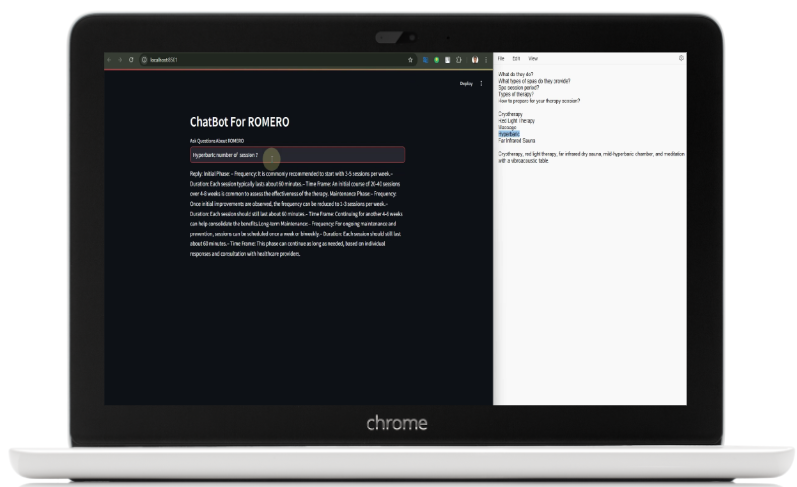 localhost:8501
Deploy
ChatBot For ROMERO
Ask Questions About ROMERO
Hyperbaric number of session ?
Reply: Initial Phase: - Frequency: It is commonly recommended to start with 3-5 sessions per week. -
Duration: Each session typically lasts about 60 minutes. - Time Frame: An initial course of 20-40 sessions
over 4-8 weeks is common to assess the effectiveness of the therapy. Maintenance Phase: - Frequency:
Once initial improvements are observed, the frequency can be reduced to 1-3 sessions per week. -
Duration: Each session should still last about 60 minutes. - Time Frame: Continuing for another 4-8 weeks
can help consolidate the benefits.Long-term Maintenance: - Frequency: For ongoing maintenance and
prevention, sessions can be scheduled once a week or biweekly. - Duration: Each session should still last
about 60 minutes. - Time Frame: This phase can continue as long as needed, based on individual
responses and consultation with healthcare providers.
File Edit View
What do they do?
What types of spas do they provide?
Spa session period?
Types of therapy?
How to prepare for your therapy session?
Cryotherapy
Red Light Therapy
Massage
Hyperbaric
Far Infrared Sauna
Cryotherapy, red light therapy, far infrared dry sauna, mild-hyperbaric chamber, and meditation
with a vibroacoustic table
chrome